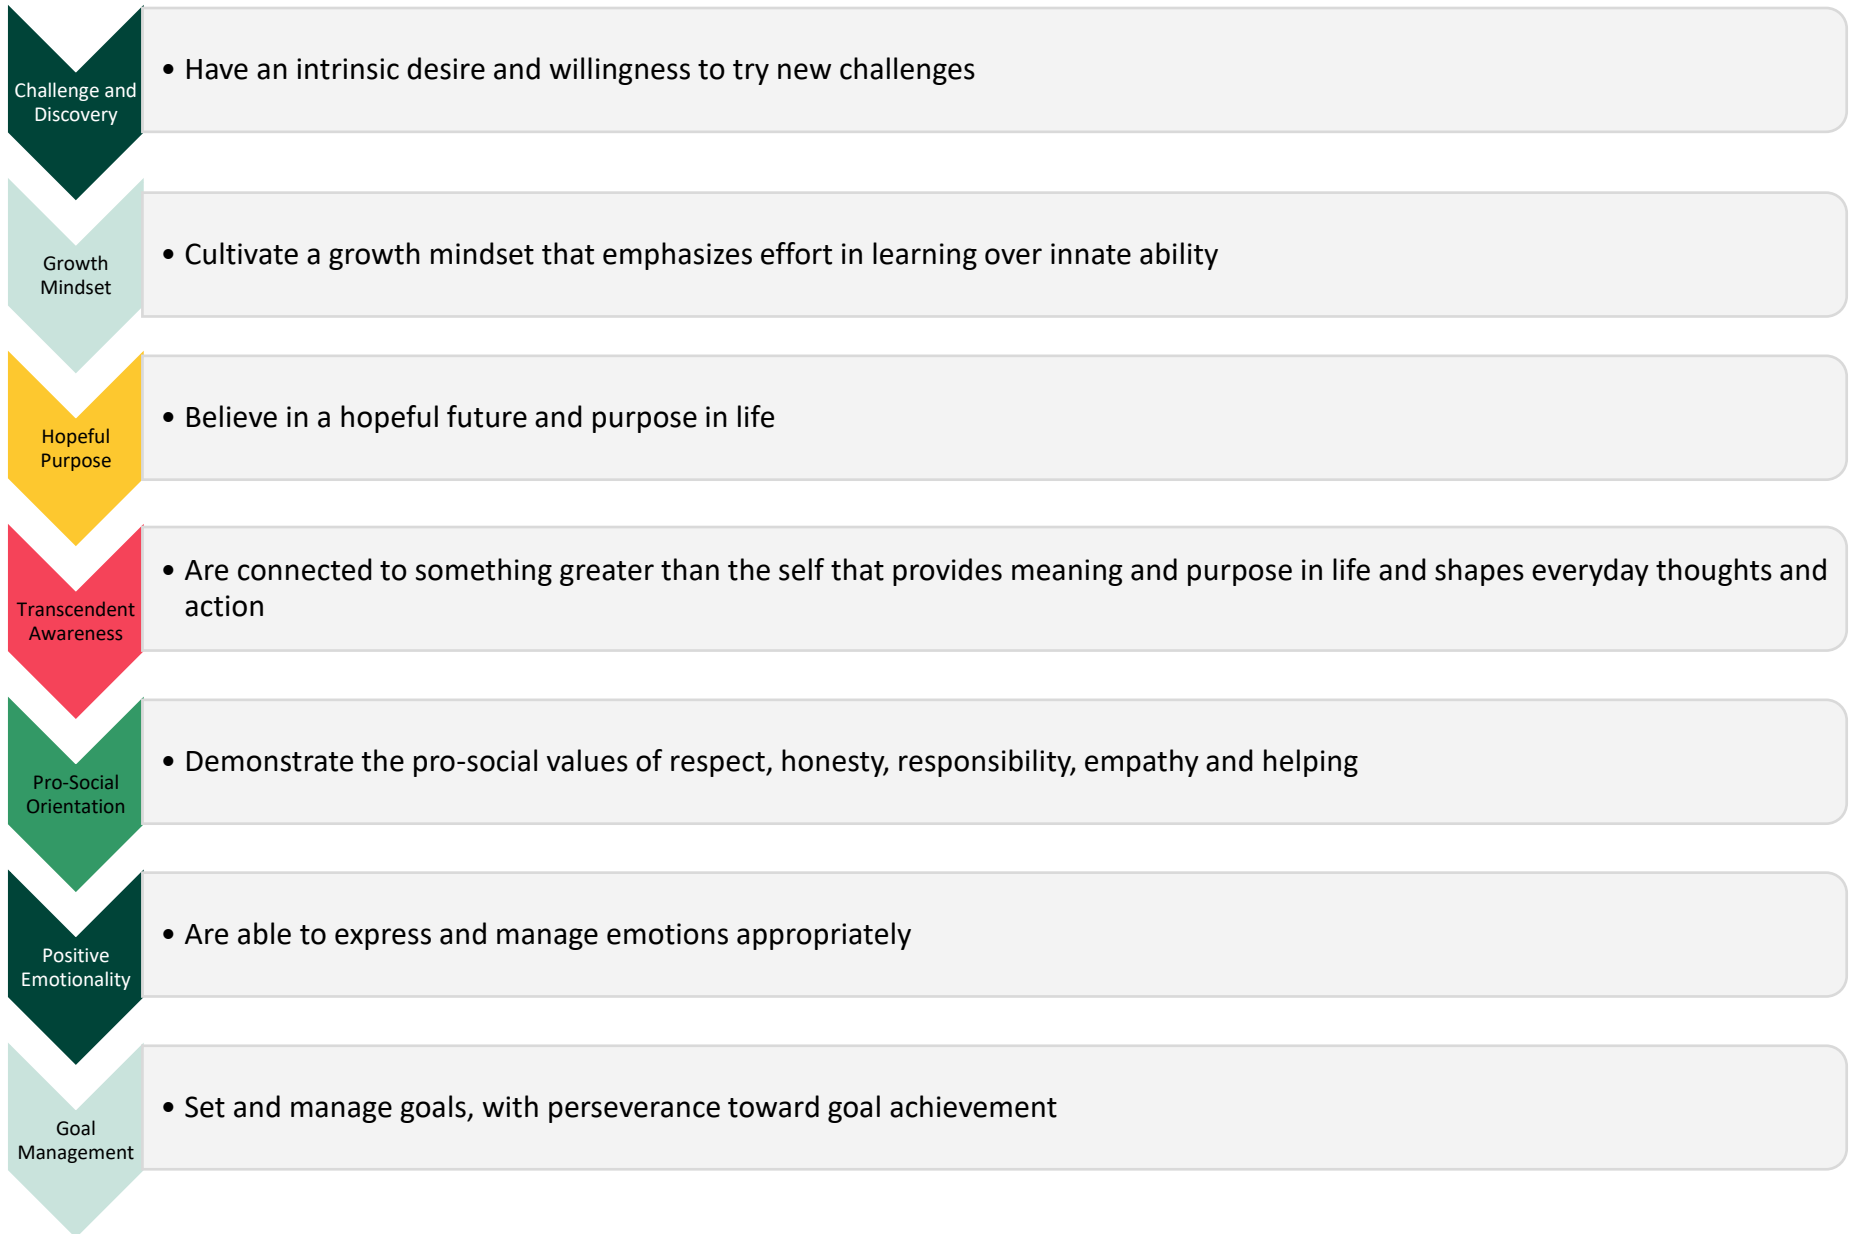 Challenge and
Discovery
• Have an intrinsic desire and willingness to try new challenges
Growth
Mindset
• Cultivate a growth mindset that emphasizes effort in learning over innate ability
Hopeful
Purpose
• Believe in a hopeful future and purpose in life
Transcendent
Awareness
• Are connected to something greater than the self that provides meaning and purpose in life and shapes everyday thoughts and
action
Pro-Social
Orientation
• Demonstrate the pro-social values of respect, honesty, responsibility, empathy and helping
Positive
Emotionality
• Are able to express and manage emotions appropriately
Goal
Management
• Set and manage goals, with perseverance toward goal achievement